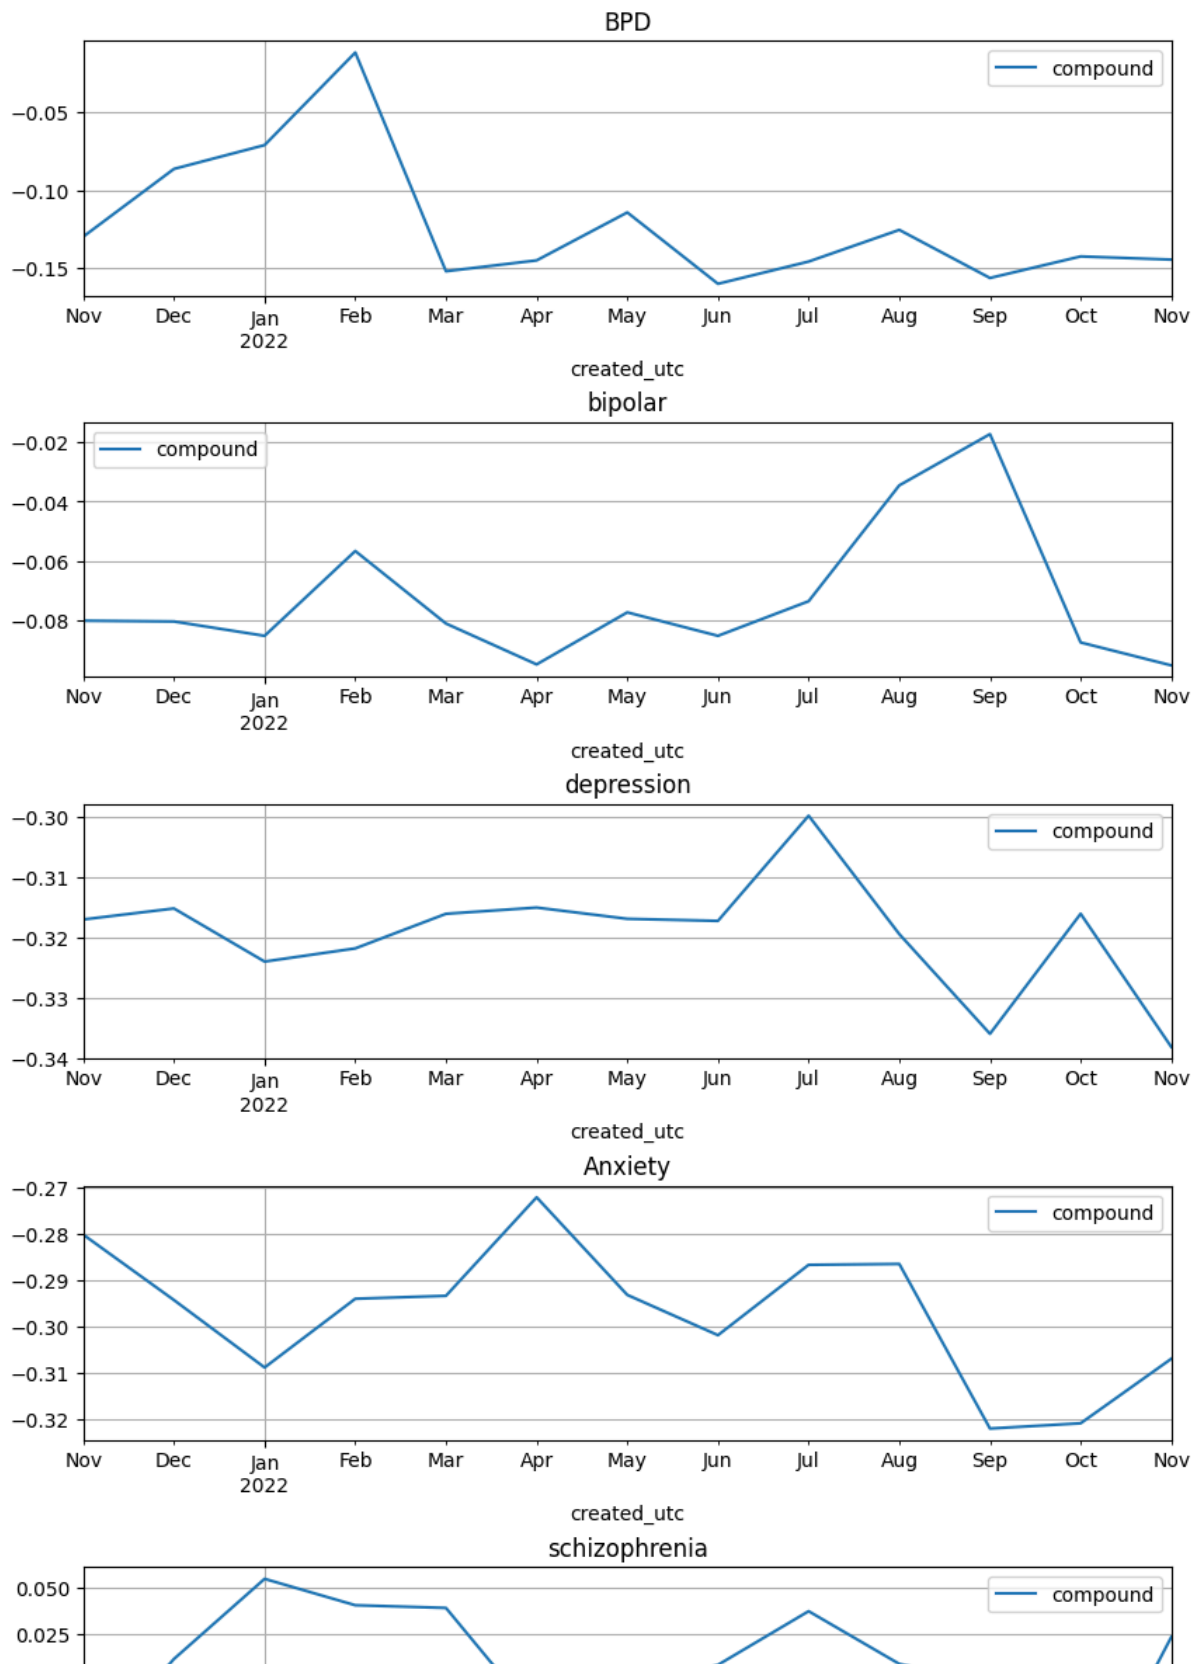 BPD
compound
−0.05
−0.10
−0.15
Nov Dec Jan Feb Mar Apr May Jun Jul Aug Sep Oct Nov
2022
created_utc
bipolar
compound
−0.02
−0.04
−0.06
−0.08
Nov Dec Jan Feb Mar Apr May Jun Jul Aug Sep Oct Nov
2022
created_utc
depression
compound
−0.30
−0.31
−0.32
−0.33
−0.34
Nov Dec Jan Feb Mar Apr May Jun Jul Aug Sep Oct Nov
2022
created_utc
Anxiety
compound
−0.27
−0.28
−0.29
−0.30
−0.31
−0.32
Nov Dec Jan Feb Mar Apr May Jun Jul Aug Sep Oct Nov
2022
created_utc
schizophrenia
compound
0.050
0.025